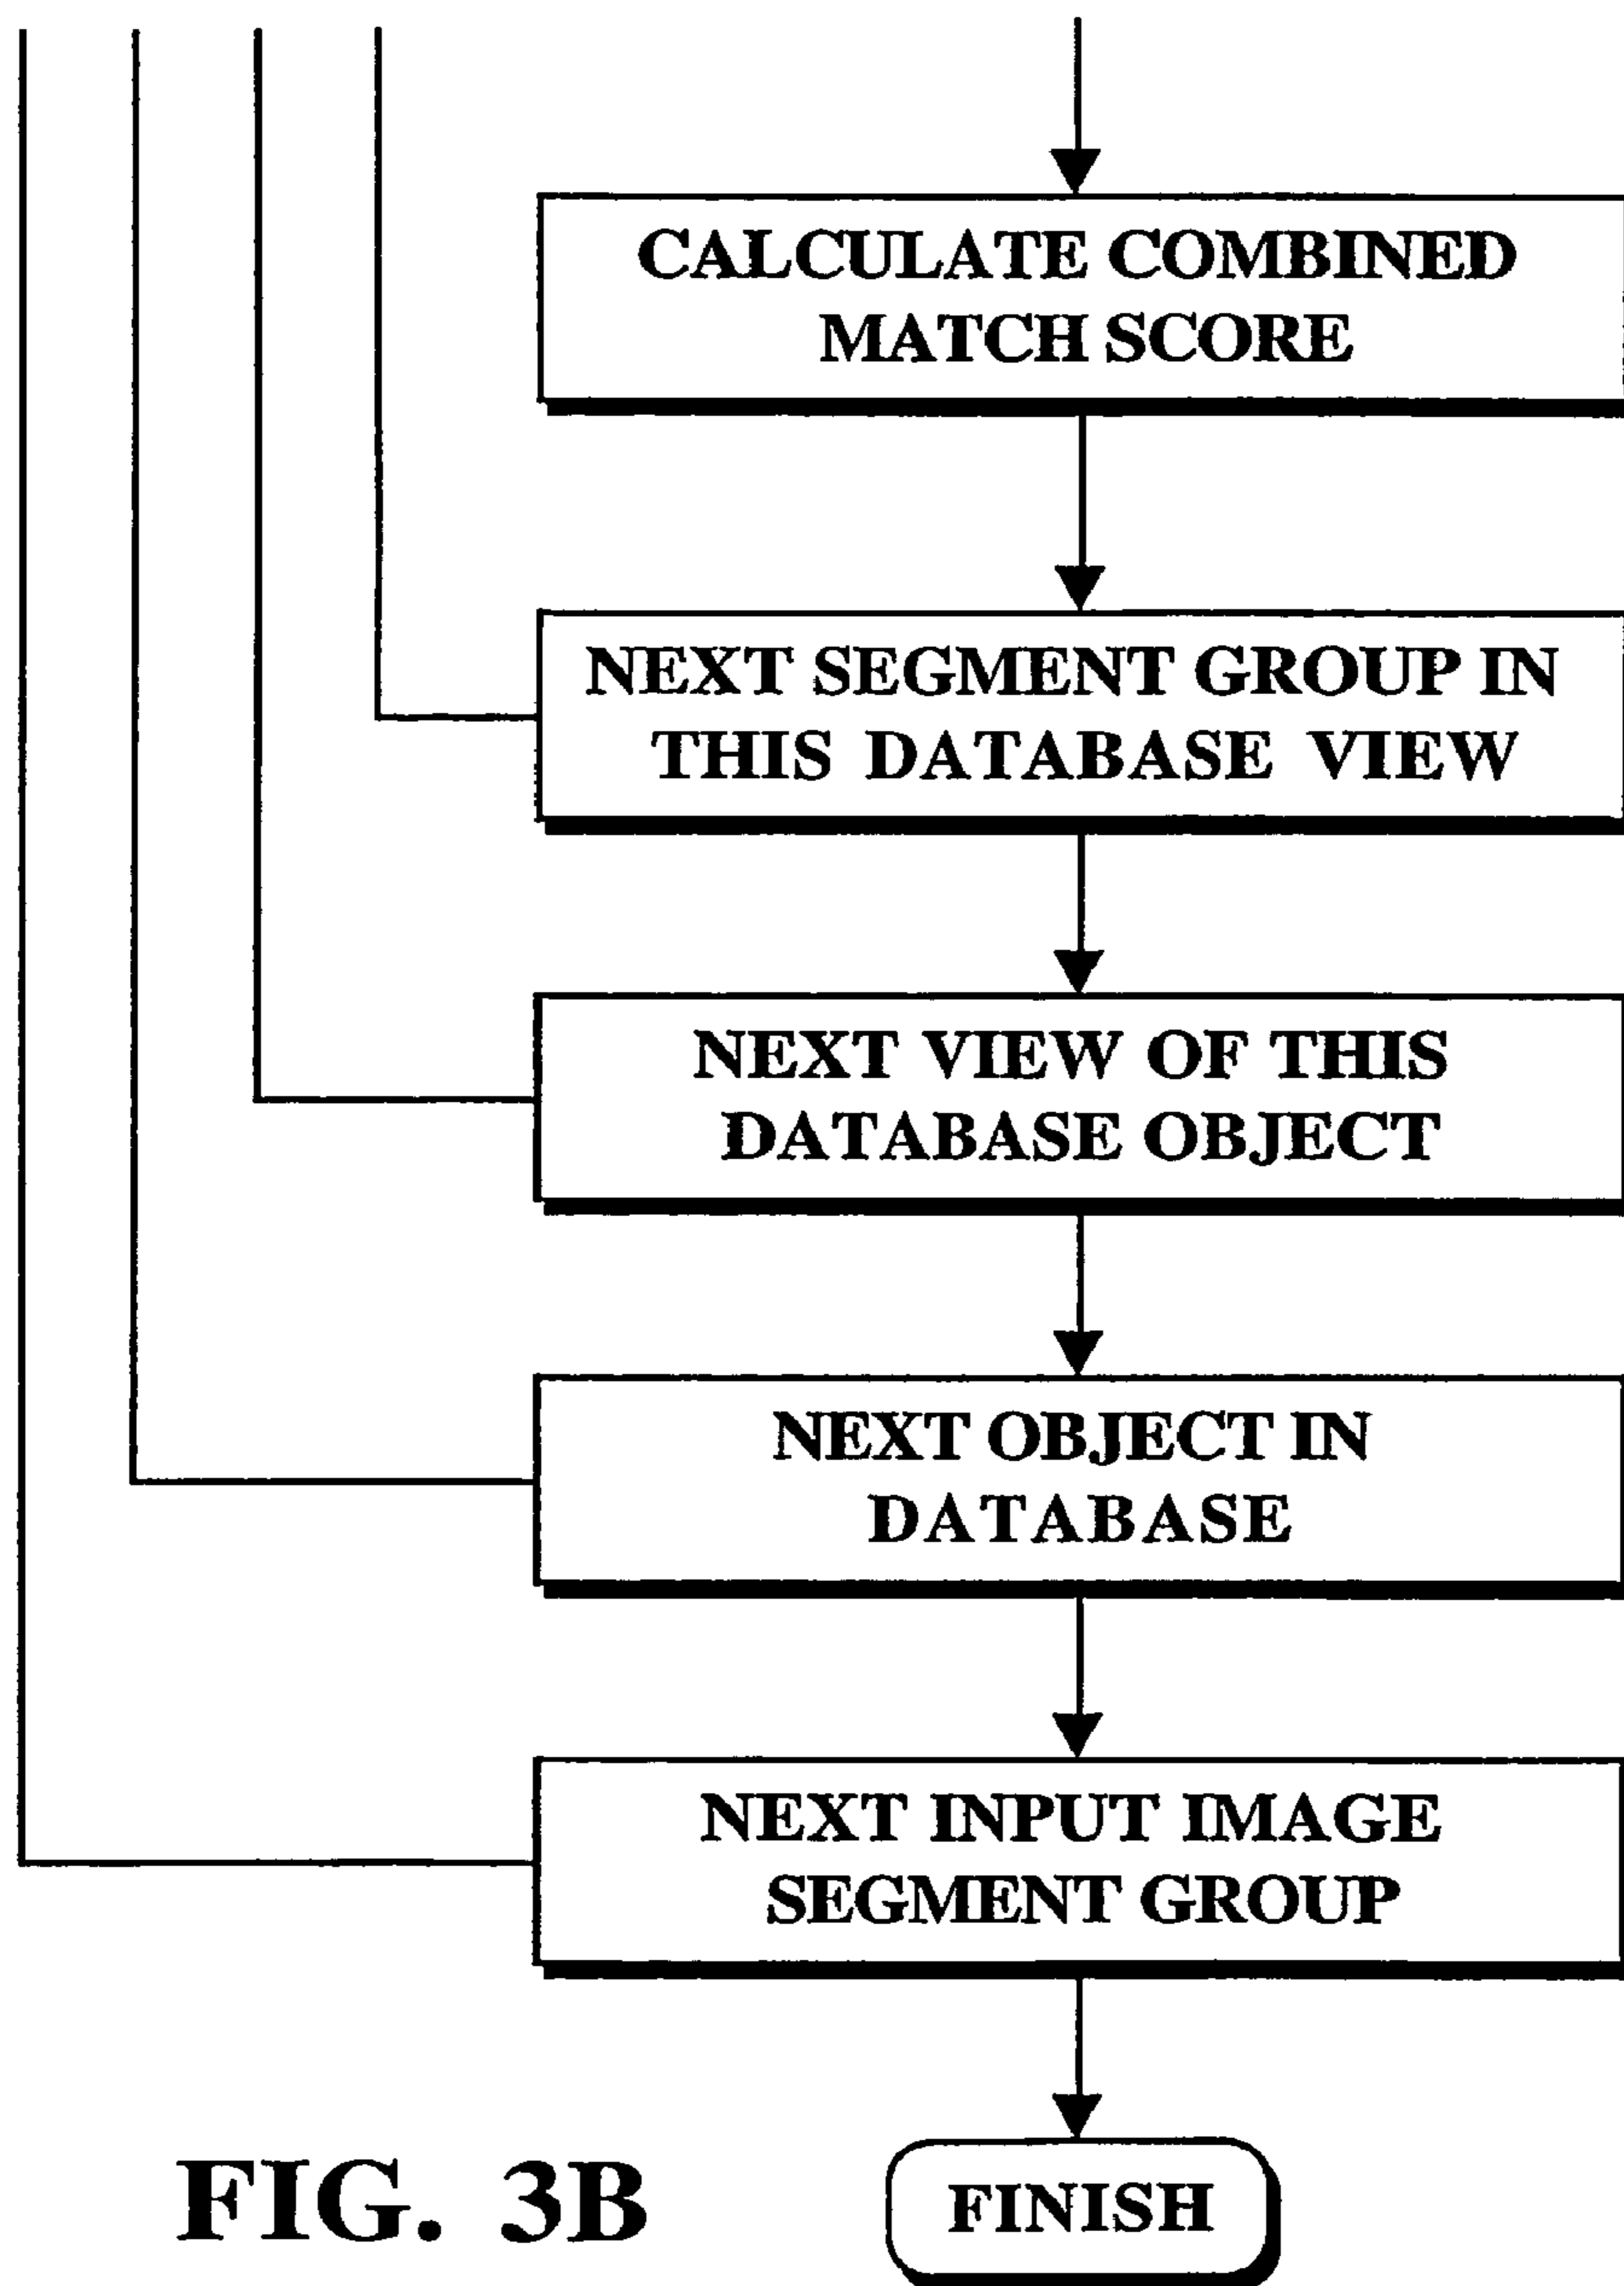 CALCULATE COMBINED
MATCH SCORE
NEXT SEGMENT GROUP IN
THIS DATABASE VIEW
NEXT VIEW OF THIS
DATABASE OBJECT
NEXT OBJECT IN
DATABASE
NEXT INPUT IMAGE
SEGMENT GROUP
FINISH
FIG. 3B